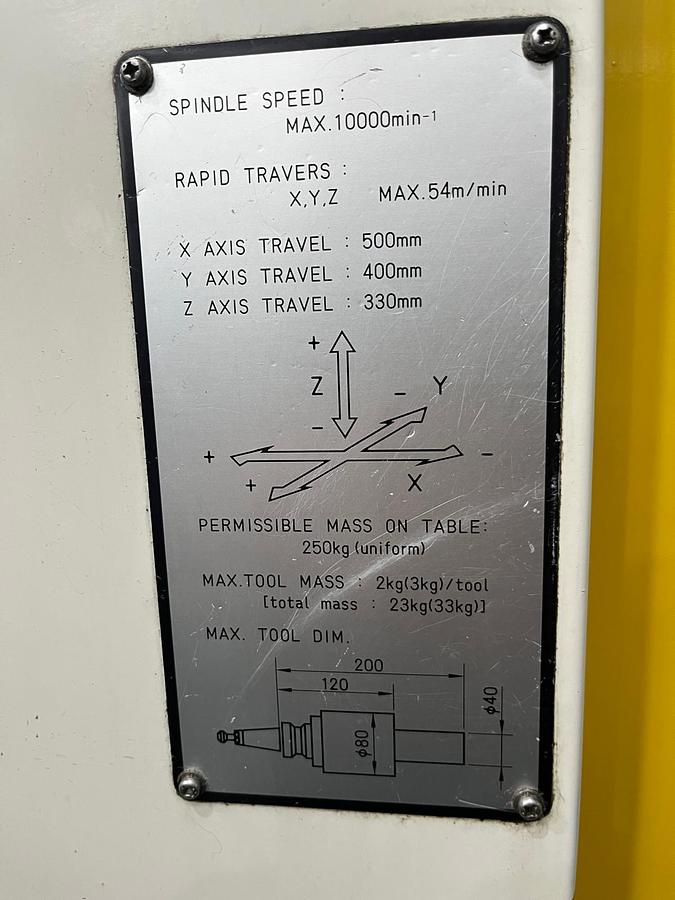 SPINDLE SPEED :
MAX.10000min-1
RAPID TRAVERS :
X,Y,Z MAX.54m/min
X AXIS TRAVEL : 500mm
Y AXIS TRAVEL : 400mm
Z AXIS TRAVEL : 330mm
+
Z
- Y
-
+ -
+ X
PERMISSIBLE MASS ON TABLE:
250kg(uniform)
MAX.TOOL MASS : 2kg(3kg)/tool
[total mass : 23kg(33kg)]
MAX. TOOL DIM.
200
120
φ40
φ80